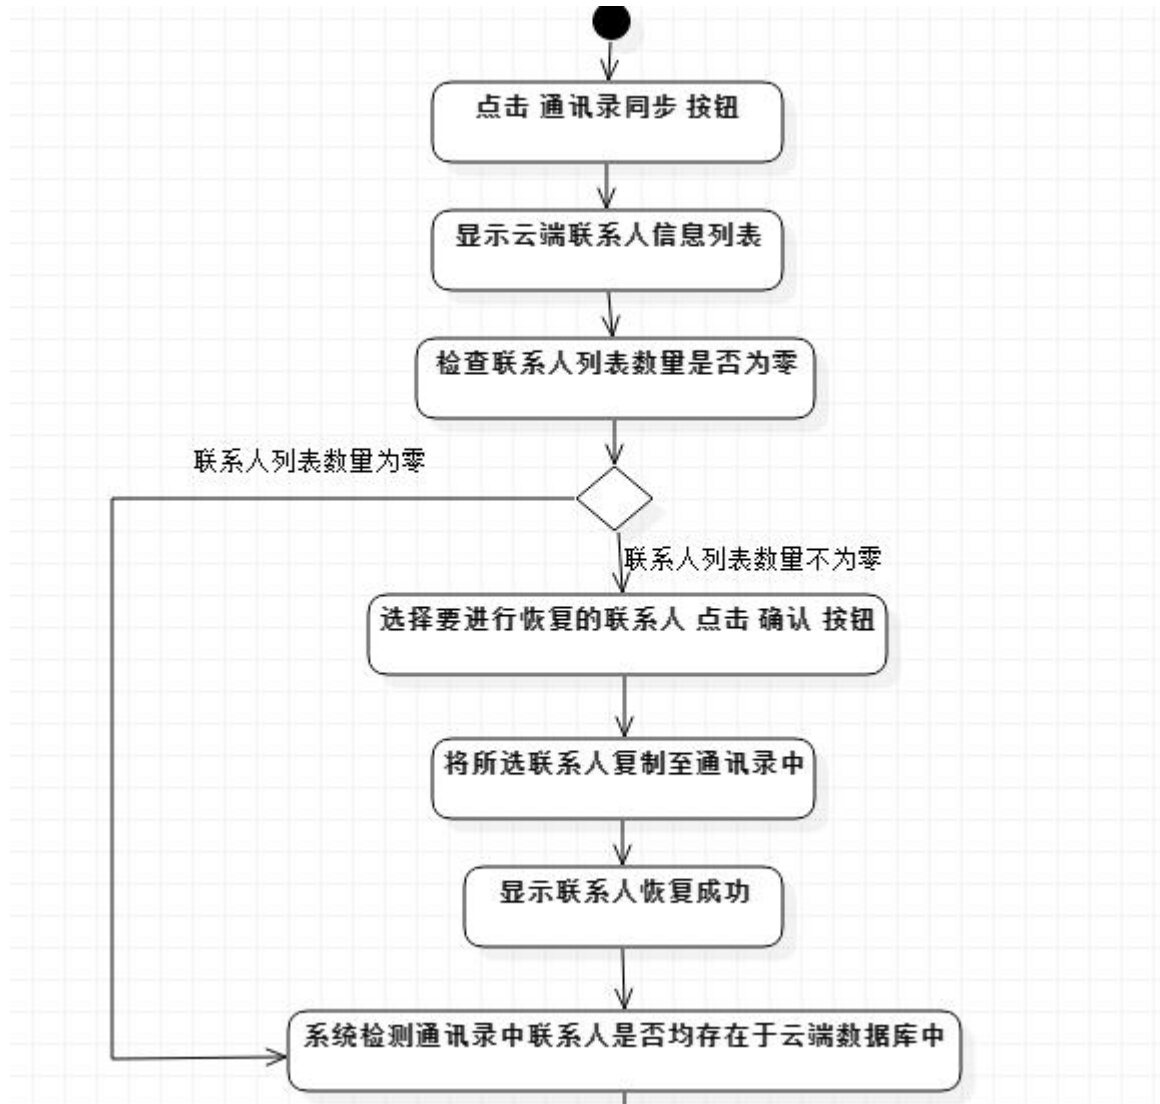 点击 通讯录同步 按钮
显示云端联系人信息列表
检查联系人列表数量是否为零
联系人列表数量为零
联系人列表数量不为零
选择要进行恢复的联系人 点击 确认 按钮
将所选联系人复制至通讯录中
显示联系人恢复成功
系统检测通讯录中联系人是否均存在于云端数据库中